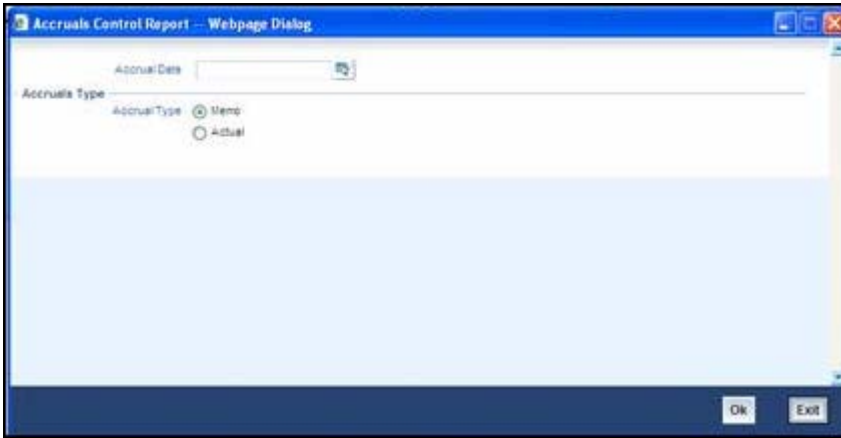 Accruals Control Report -- Webpage Dialog
Accrual Date
Accruals Type
Accrual Type Memo
Actual
Ok Exit